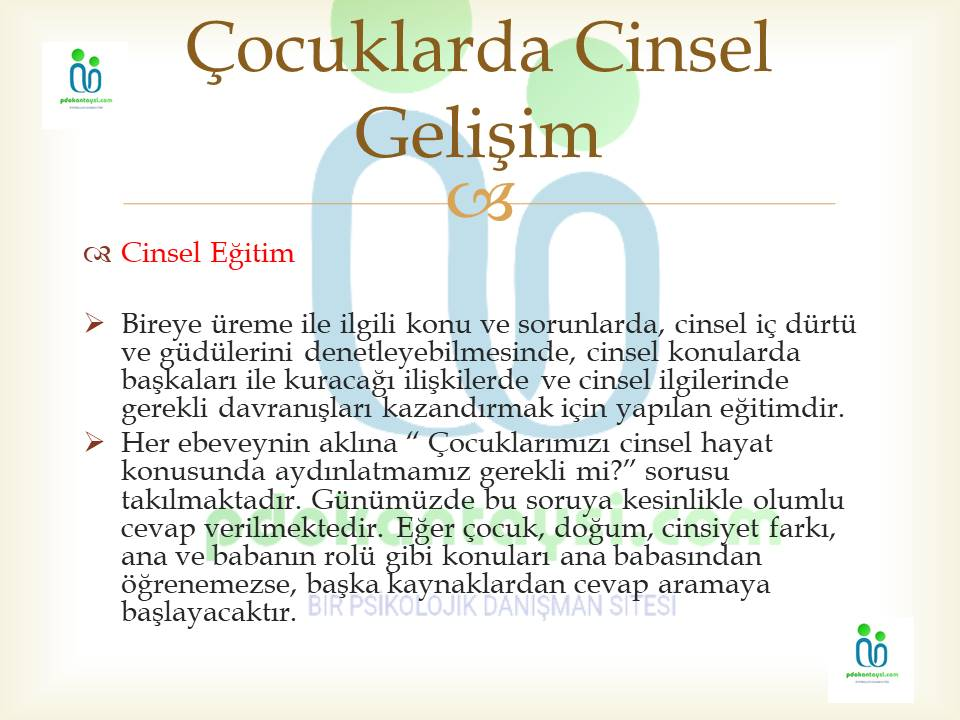 Çocuklarda Cinsel
Gelişim
pdokantaysi.com
Cinsel Eğitim
Bireye üreme ile ilgili konu ve sorunlarda, cinsel iç dürtü
ve güdülerini denetleyebilmesinde, cinsel konularda
başkaları ile kuracağı ilişkilerde ve cinsel ilgilerinde
gerekli davranışları kazandırmak için yapılan eğitimdir.
Her ebeveynin aklına “ Çocuklarımızı cinsel hayat
konusunda aydınlatmamız gerekli mi?” sorusu
takılmaktadır. Günümüzde bu soruya kesinlikle olumlu
cevap verilmektedir. Eğer çocuk, doğum, cinsiyet farkı,
ana ve babanın rolü gibi konuları ana babasından
öğrenemezse, başka kaynaklardan cevap aramaya
başlayacaktır.
BİR PSİKOLOJİK DANIŞMAN SİTESİ